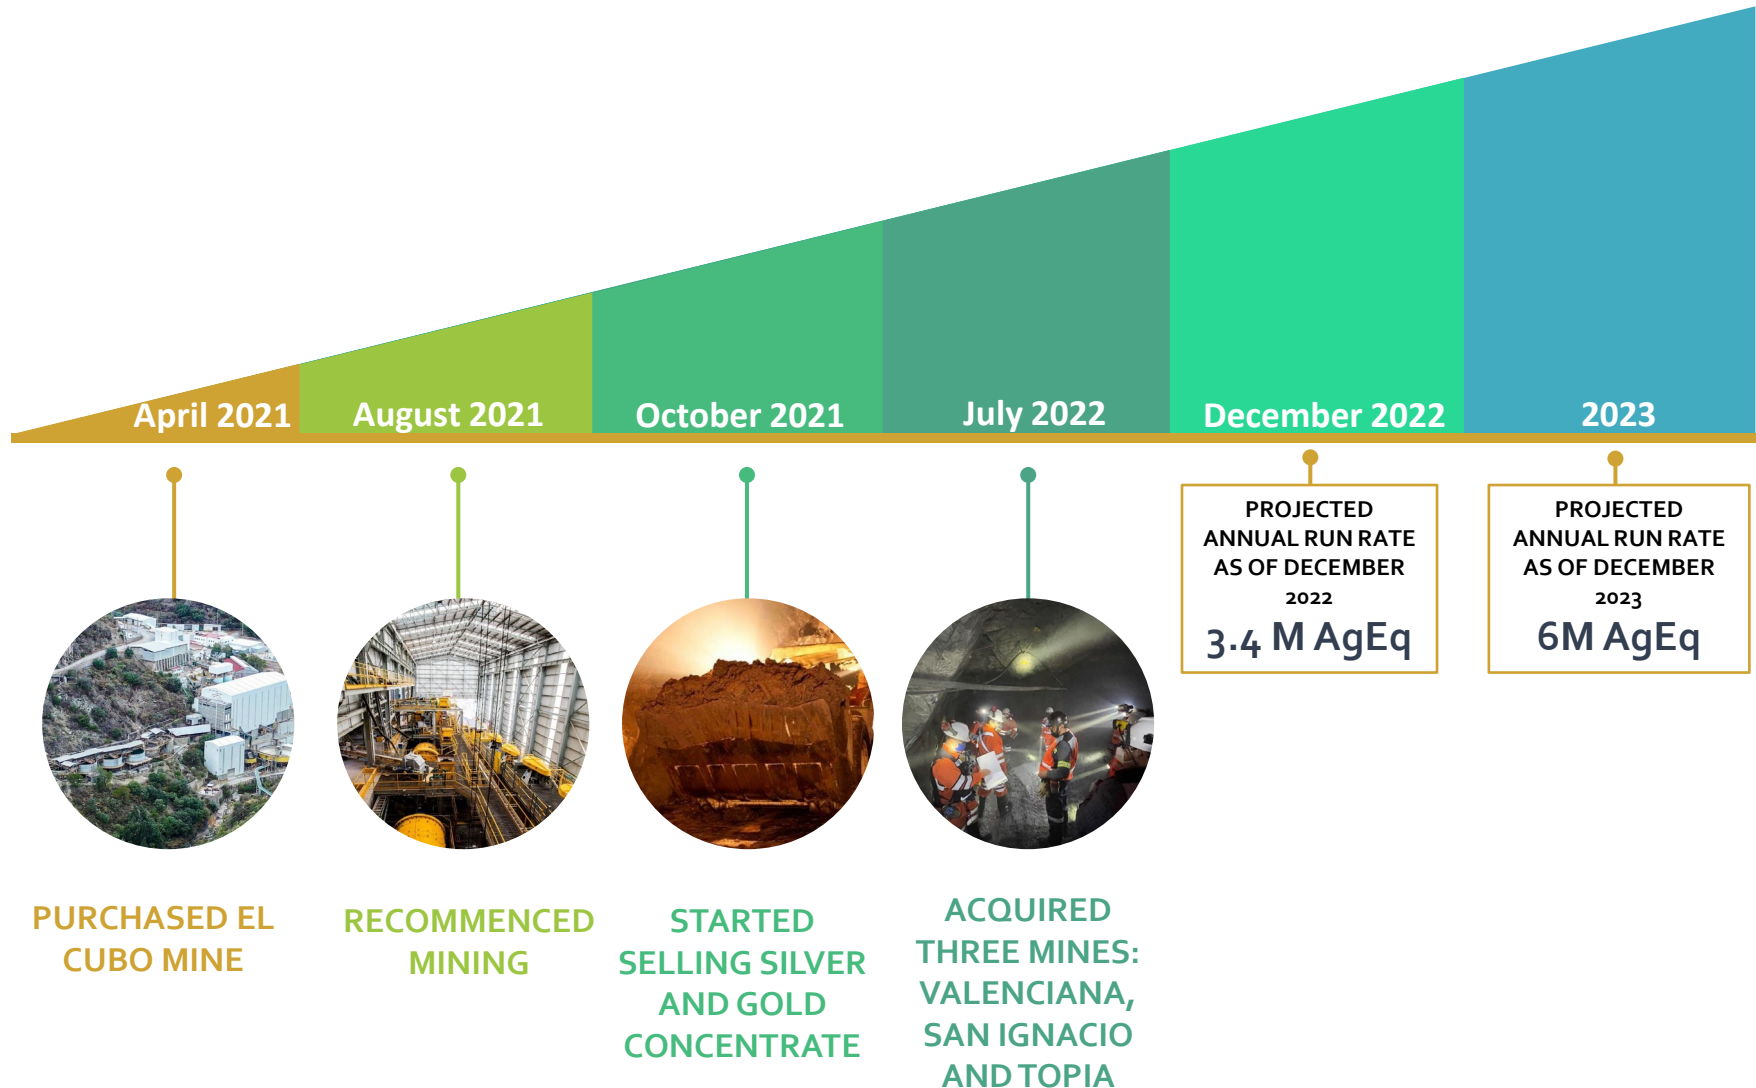 April 2021
August 2021
October 2021
July 2022
December 2022
2023
PROJECTED
ANNUAL RUN RATE
AS OF DECEMBER
2022
3.4 M AgEq
PROJECTED
ANNUAL RUN RATE
AS OF DECEMBER
2023
6M AgEq
PURCHASED EL
CUBO MINE
RECOMMENCED
MINING
STARTED
SELLING SILVER
AND GOLD
CONCENTRATE
ACQUIRED
THREE MINES:
VALENCIANA,
SAN IGNACIO
AND TOPIA